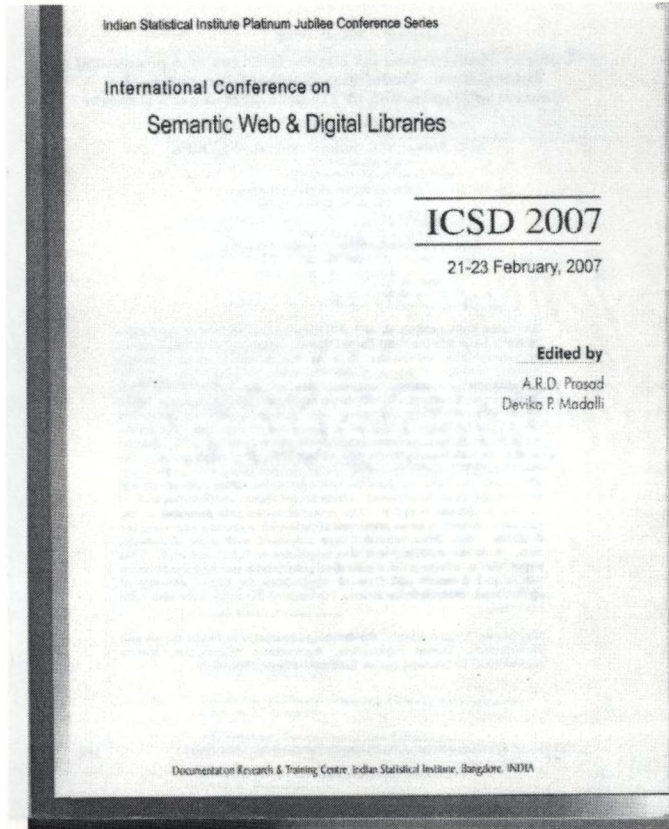 Indian Statistical Institute Platinum Jubilee Conference Series
International Conference on
Semantic Web & Digital Libraries
ICSD 2007
21-23 February, 2007
Edited by
A.R.D. Prasad
Devika P. Madalli
Documentation Research & Training Centre, Indian Statistical Institute, Bangalore, INDIA